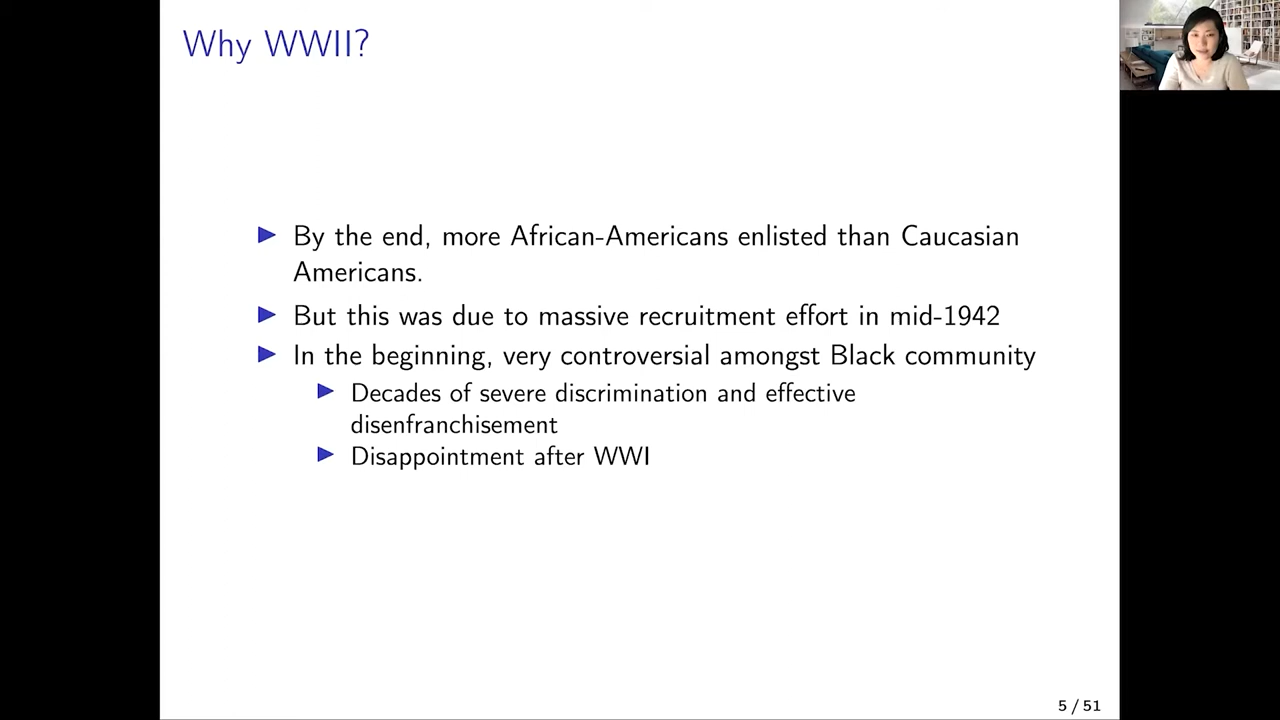 Why WWII?
By the end, more African-Americans enlisted than Caucasian
Americans.
But this was due to massive recruitment effort in mid-1942
In the beginning, very controversial amongst Black community
Decades of severe discrimination and effective
disenfranchisement
Disappointment after WWI
5 / 51